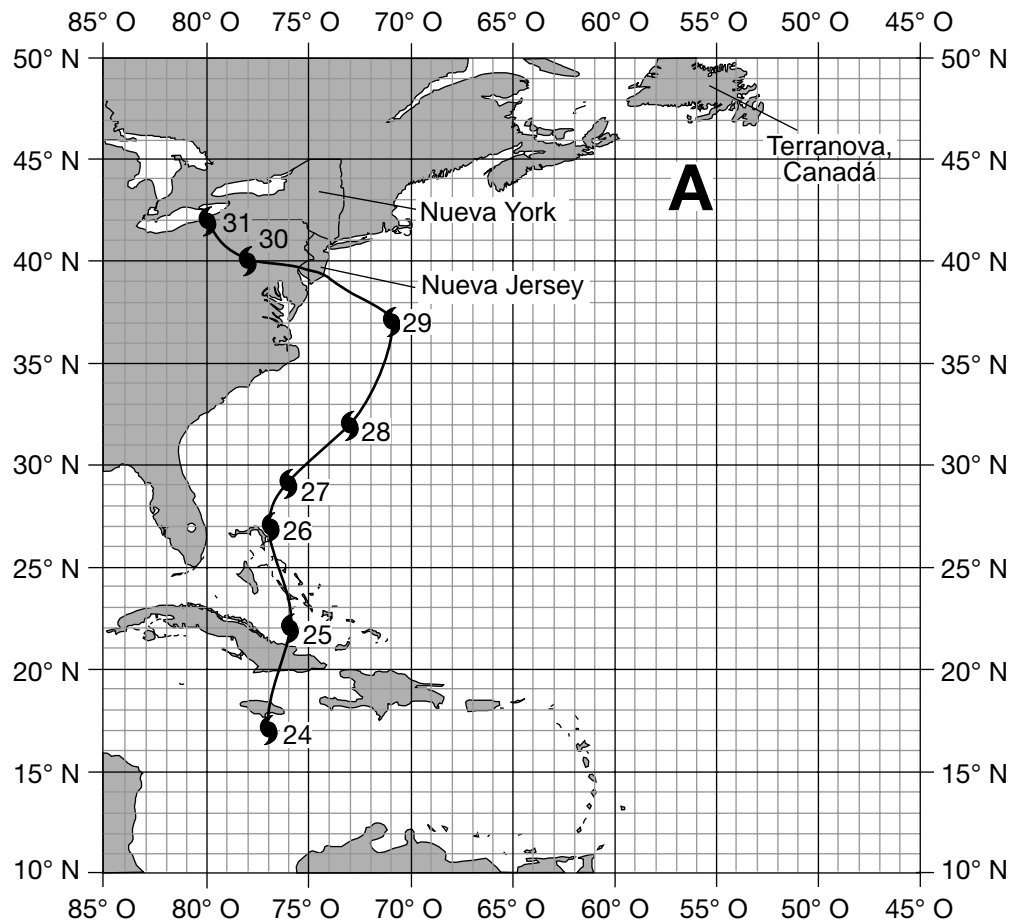 85° O 80° O 75° O 70° O 65° O 60° O 55° O 50° O 45° O
50° N 50° N
Terranova,
Canadá
45° N 45° N
A
Nueva York
31
30
40° N 40° N
Nueva Jersey
29
35° N 35° N
28
30° N 30° N
27
26
25° N 25° N
25
20° N 20° N
24
15° N 15° N
10° N 10° N
85° O 80° O 75° O 70° O 65° O 60° O 55° O 50° O 45° O